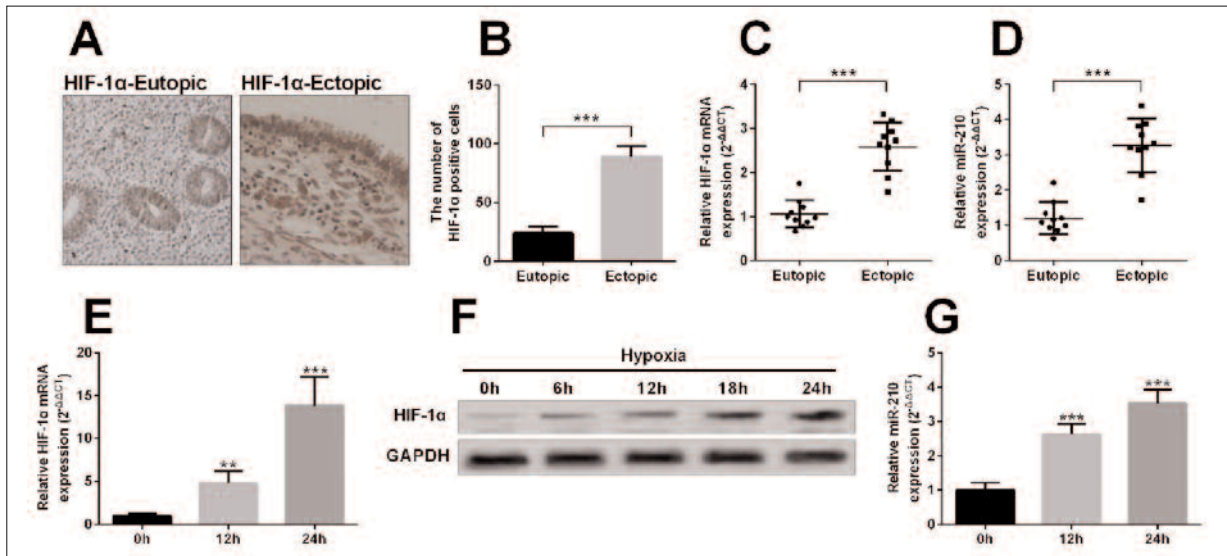 A
HIF-1α-Eutopic
HIF-1α-Ectopic
B
The number of
HIF-1α positive cells
150
100
50
0
***
Eutopic
Ectopic
C
Relative HIF-1α mRNA
expression (2-ΔΔCT)
4
3
2
1
0
***
Eutopic
Ectopic
D
Relative miR-210
expression (2-ΔΔCT)
5
4
3
2
1
0
***
Eutopic
Ectopic
E
Relative HIF-1α mRNA
expression (2-ΔΔCT)
20
15
10
5
0
**
***
0h
12h
24h
F
Hypoxia
0h 6h 12h 18h 24h
HIF-1α
GAPDH
G
Relative miR-210
expression (2-ΔΔCT)
5
4
3
2
1
0
***
***
0h
12h
24h